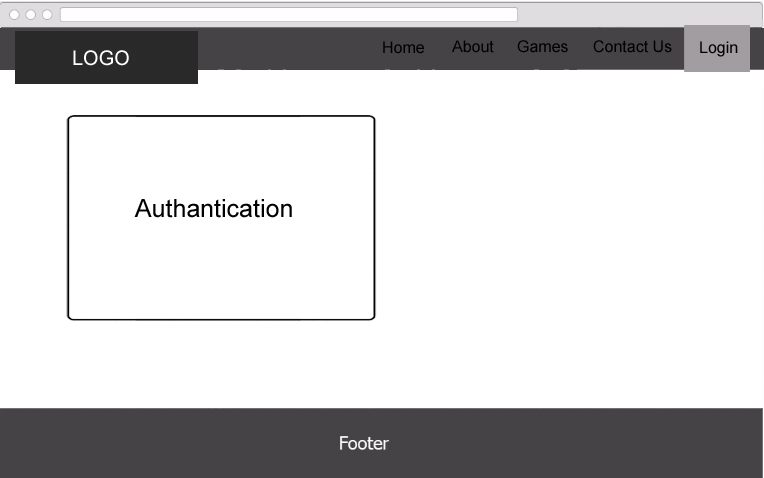 LOGO
Home About Games Contact Us Login
Authantication
Footer